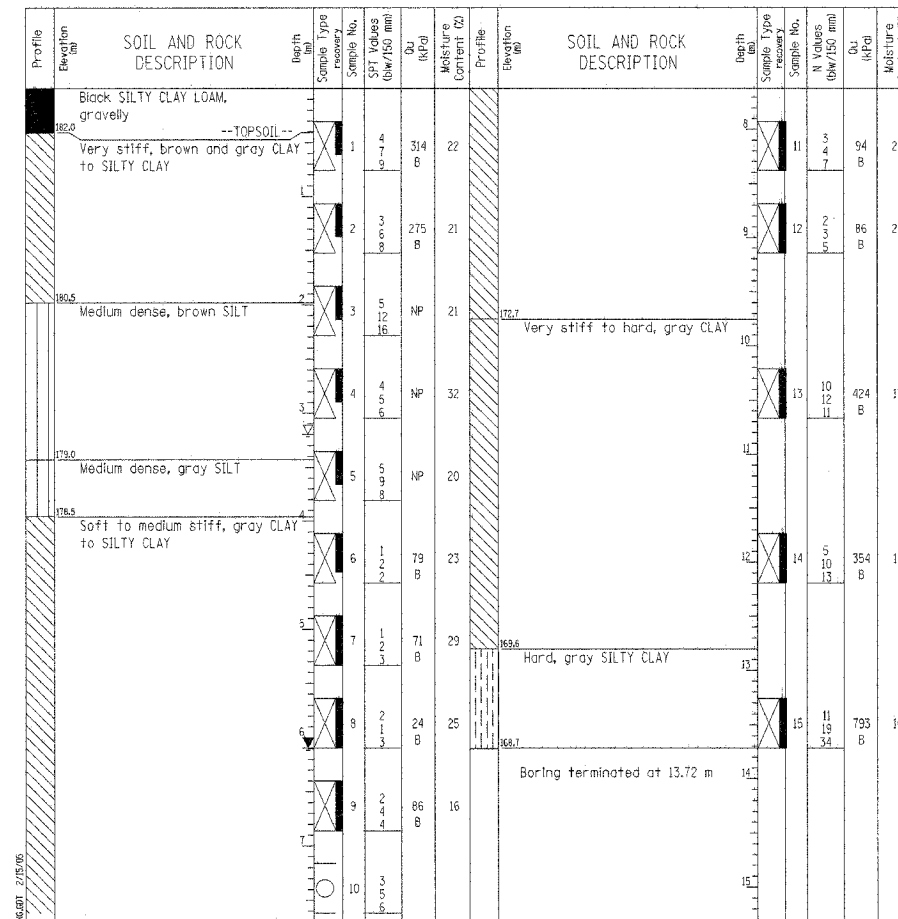 Profile
Elevation (m)
SOIL AND ROCK DESCRIPTION
Depth (m)
Sample Type recovery
Sample No.
SPT Values (blw/150 mm)
Qu (kPa)
Moisture Content (%)
Black SILTY CLAY LOAM,
gravelly
182.0 --TOPSOIL--
Very stiff, brown and gray CLAY
to SILTY CLAY
1 4 7 9 314 B 22
1
2 3 6 8 275 B 21
180.5 2
Medium dense, brown SILT
3 5 12 16 NP 21
4 4 5 6 NP 32
3
179.0
Medium dense, gray SILT
5 5 9 8 NP 20
178.5 4
Soft to medium stiff, gray CLAY
to SILTY CLAY
6 1 2 2 79 B 23
5
7 1 2 3 71 B 29
8 2 1 3 24 B 25
6
9 2 4 4 86 B 16
7
10 3 5 6
2/15/05
Profile
Elevation (m)
SOIL AND ROCK DESCRIPTION
Depth (m)
Sample Type recovery
Sample No.
N Values (blw/150 mm)
Qu (kPa)
Moisture
8
11 3 4 7 94 B 2
12 2 3 5 86 B 2
9
172.7
Very stiff to hard, gray CLAY
10
13 10 12 11 424 B 1
11
14 5 10 13 354 B 1
12
169.6
Hard, gray SILTY CLAY
13
15 11 19 34 793 B 1
168.7
Boring terminated at 13.72 m
14
15